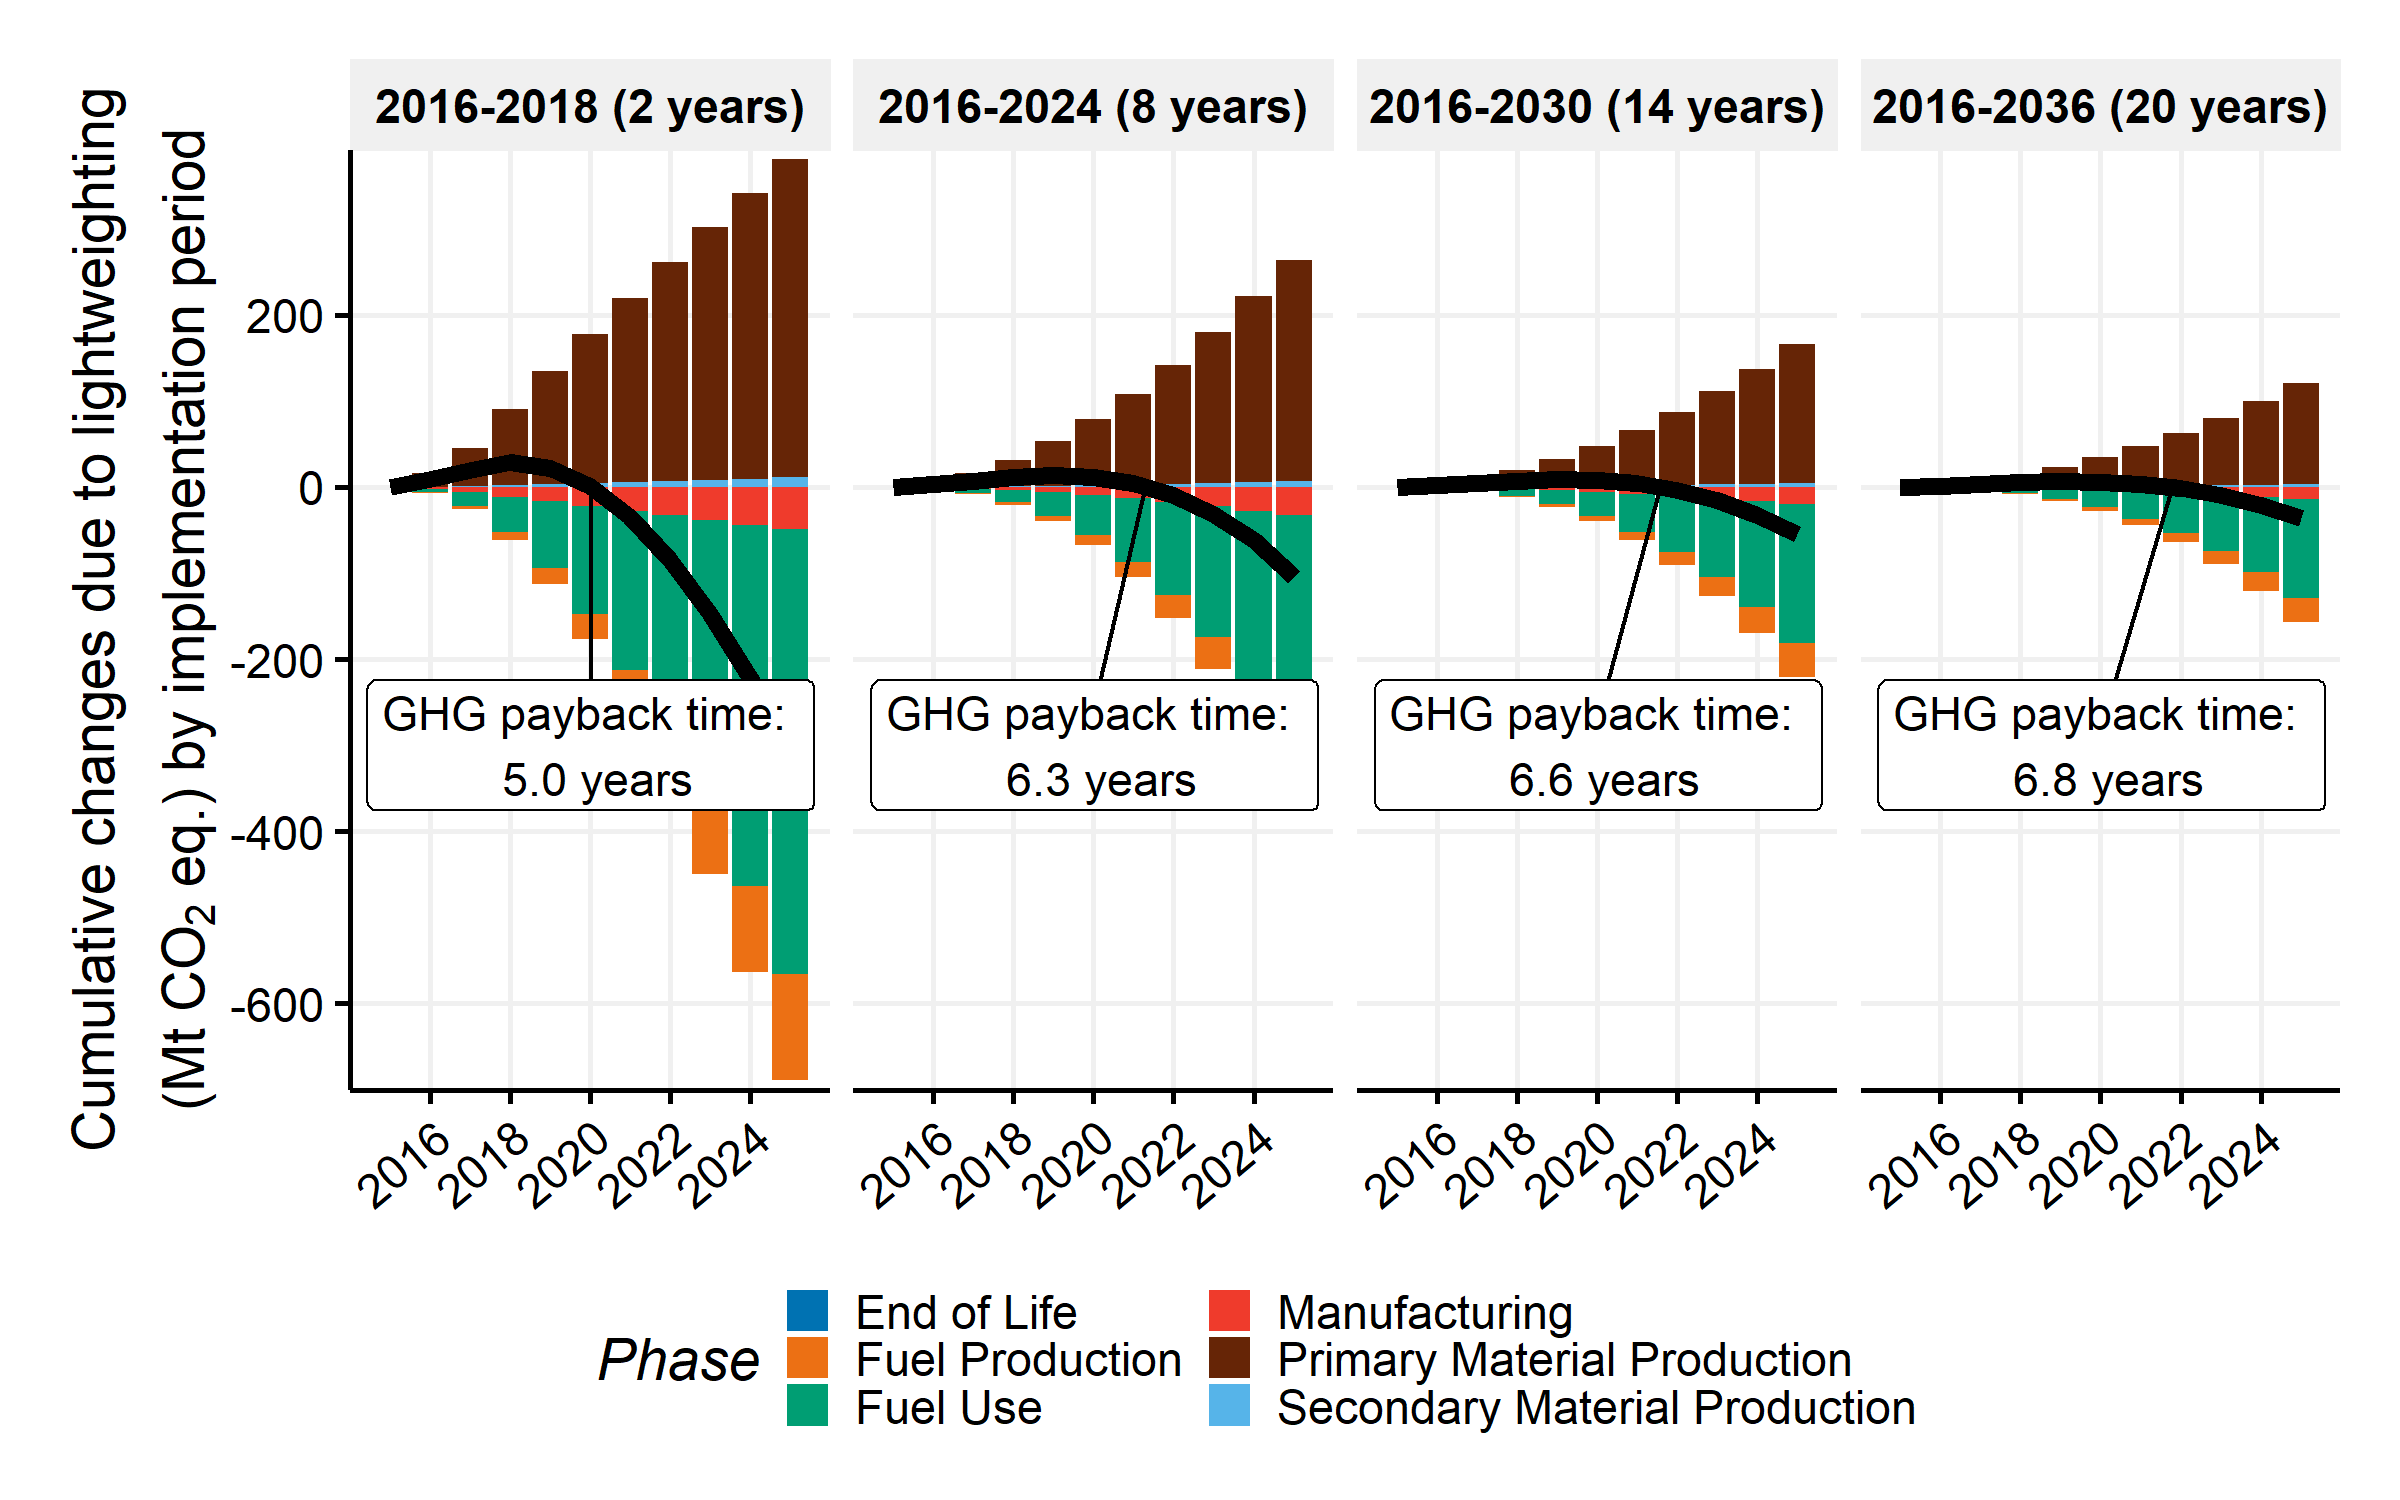 Cumulative changes due to lightweighting
(Mt CO₂ eq.) by implementation period
2016-2018 (2 years)
2016-2024 (8 years)
2016-2030 (14 years)
2016-2036 (20 years)
200
0
-200
-400
-600
GHG payback time:
5.0 years
GHG payback time:
6.3 years
GHG payback time:
6.6 years
GHG payback time:
6.8 years
2016 2018 2020 2022 2024
2016 2018 2020 2022 2024
2016 2018 2020 2022 2024
2016 2018 2020 2022 2024
Phase
End of Life
Fuel Production
Fuel Use
Manufacturing
Primary Material Production
Secondary Material Production